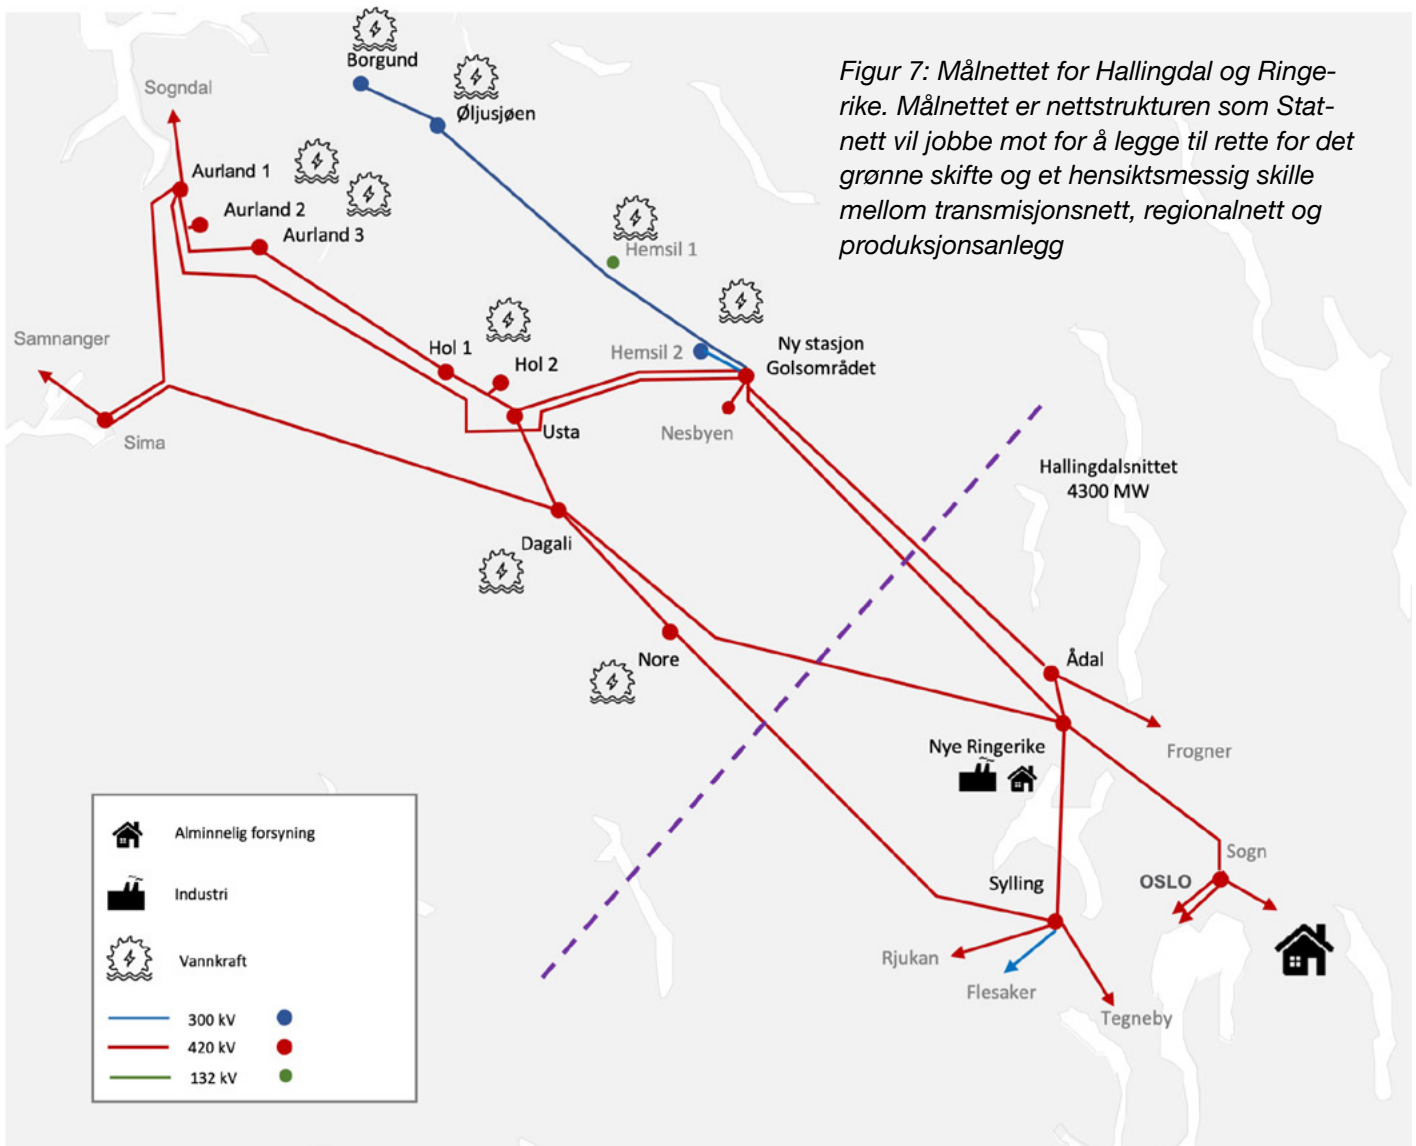 Figur 7: Målnettet for Hallingdal og Ringe-
rike. Målnettet er nettstrukturen som Stat-
nett vil jobbe mot for å legge til rette for det
grønne skifte og et hensiktsmessig skille
mellom transmisjonsnett, regionalnett og
produksjonsanlegg
Borgund
Øljusjøen
Sogndal
Aurland 1
Aurland 2
Aurland 3
Hemsil 1
Samnanger
Hol 1
Hol 2
Hemsil 2
Ny stasjon
Golsområdet
Sima
Usta
Nesbyen
Hallingdalsnittet
4300 MW
Dagali
Nore
Ådal
Nye Ringerike
Frogner
Sogn
OSLO
Sylling
Rjukan
Flesaker
Tegneby
Alminnelig forsyning
Industri
Vannkraft
300 kV
420 kV
132 kV